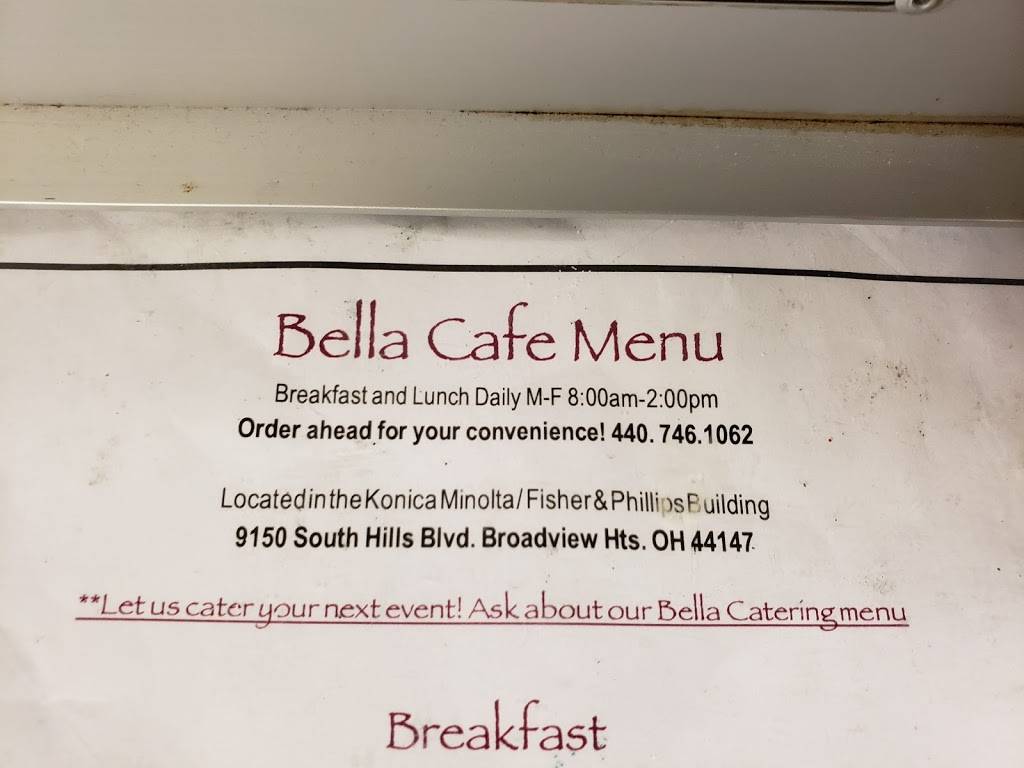 Bella Cafe Menu
Breakfast and Lunch Daily M-F 8:00am-2:00pm
Order ahead for your convenience! 440.746.1062
Located in the Konica Minolta/Fisher & Phillips Building
9150 South Hills Blvd. Broadview Hts. OH 44147
**Let us cater your next event! Ask about our Bella Catering menu
Breakfast